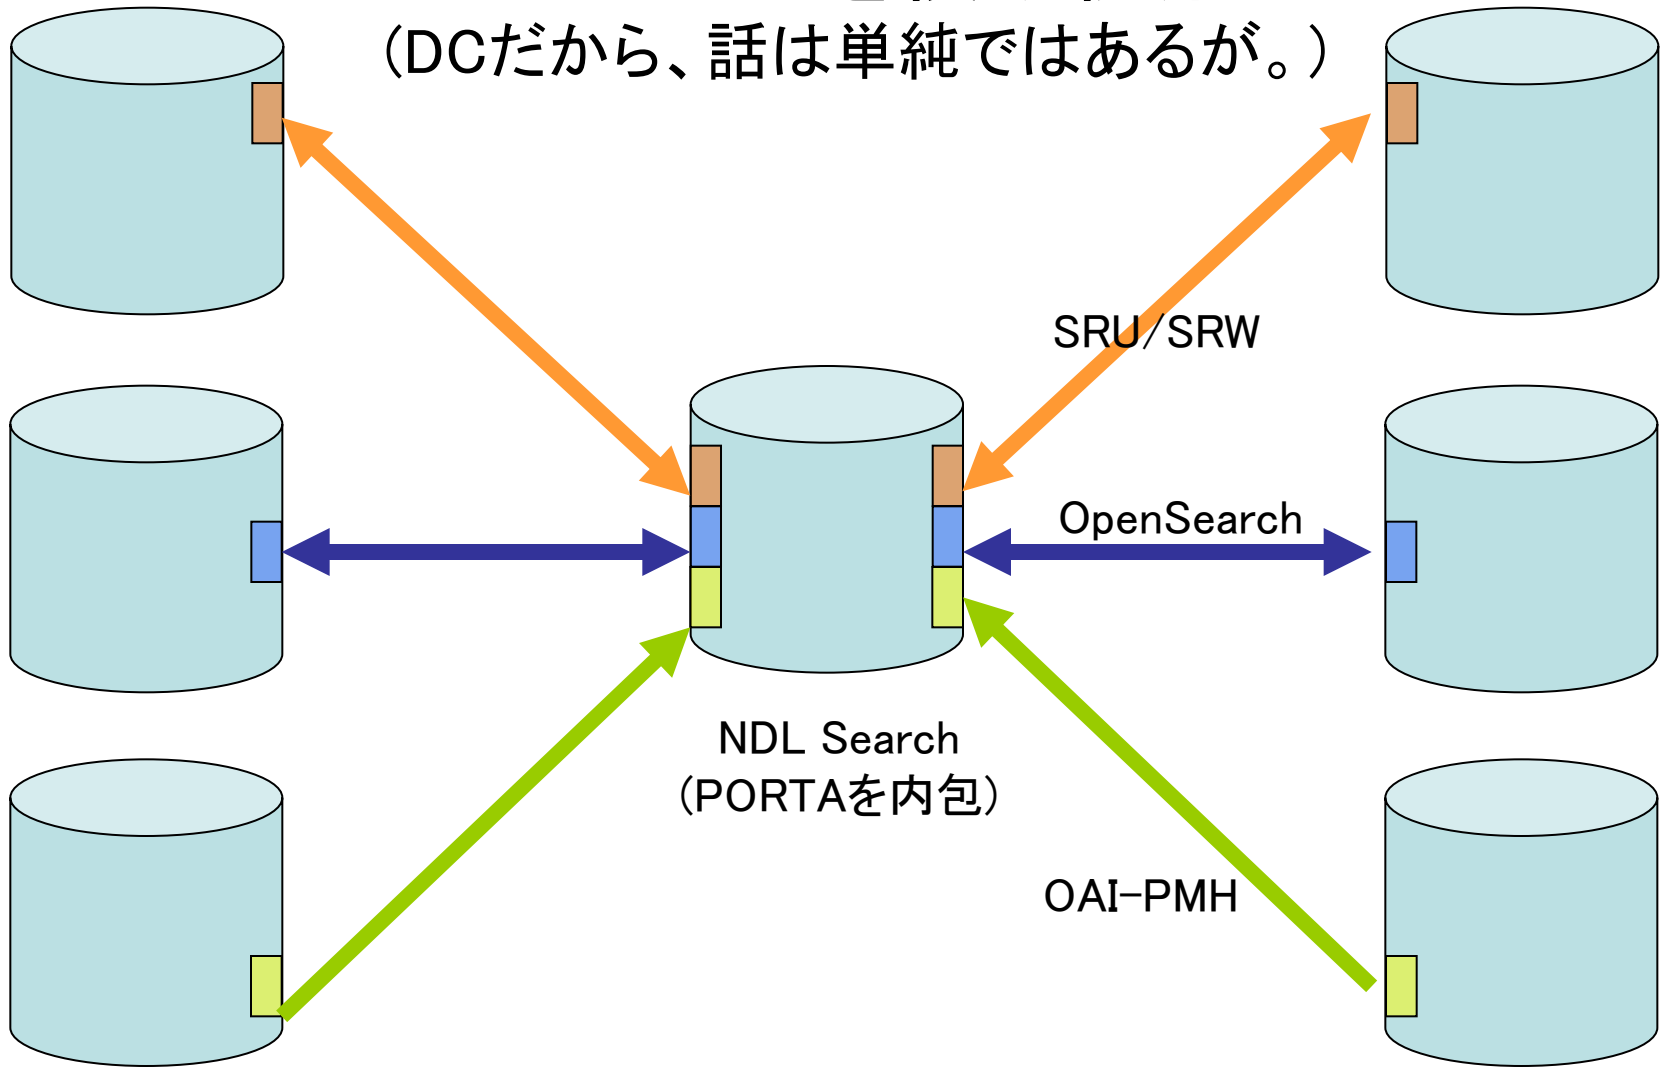 (DCだから、話は単純ではあるが。)
SRU/SRW
OpenSearch
NDL Search
(PORTAを内包)
OAI-PMH